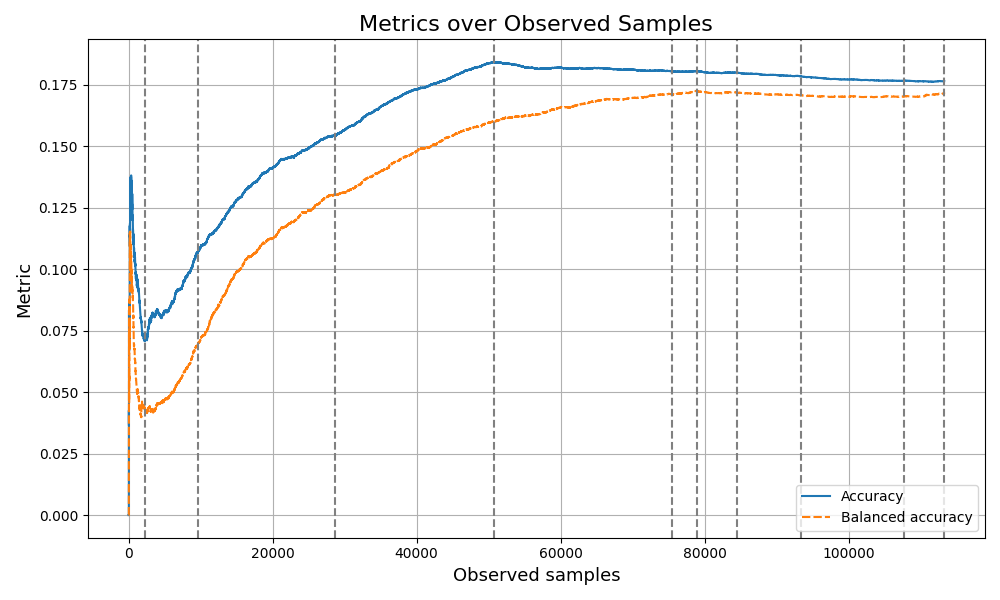 Metrics over Observed Samples
Metric
0.175
0.150
0.125
0.100
0.075
0.050
0.025
0.000
0
20000
40000
60000
80000
100000
Observed samples
Accuracy
Balanced accuracy